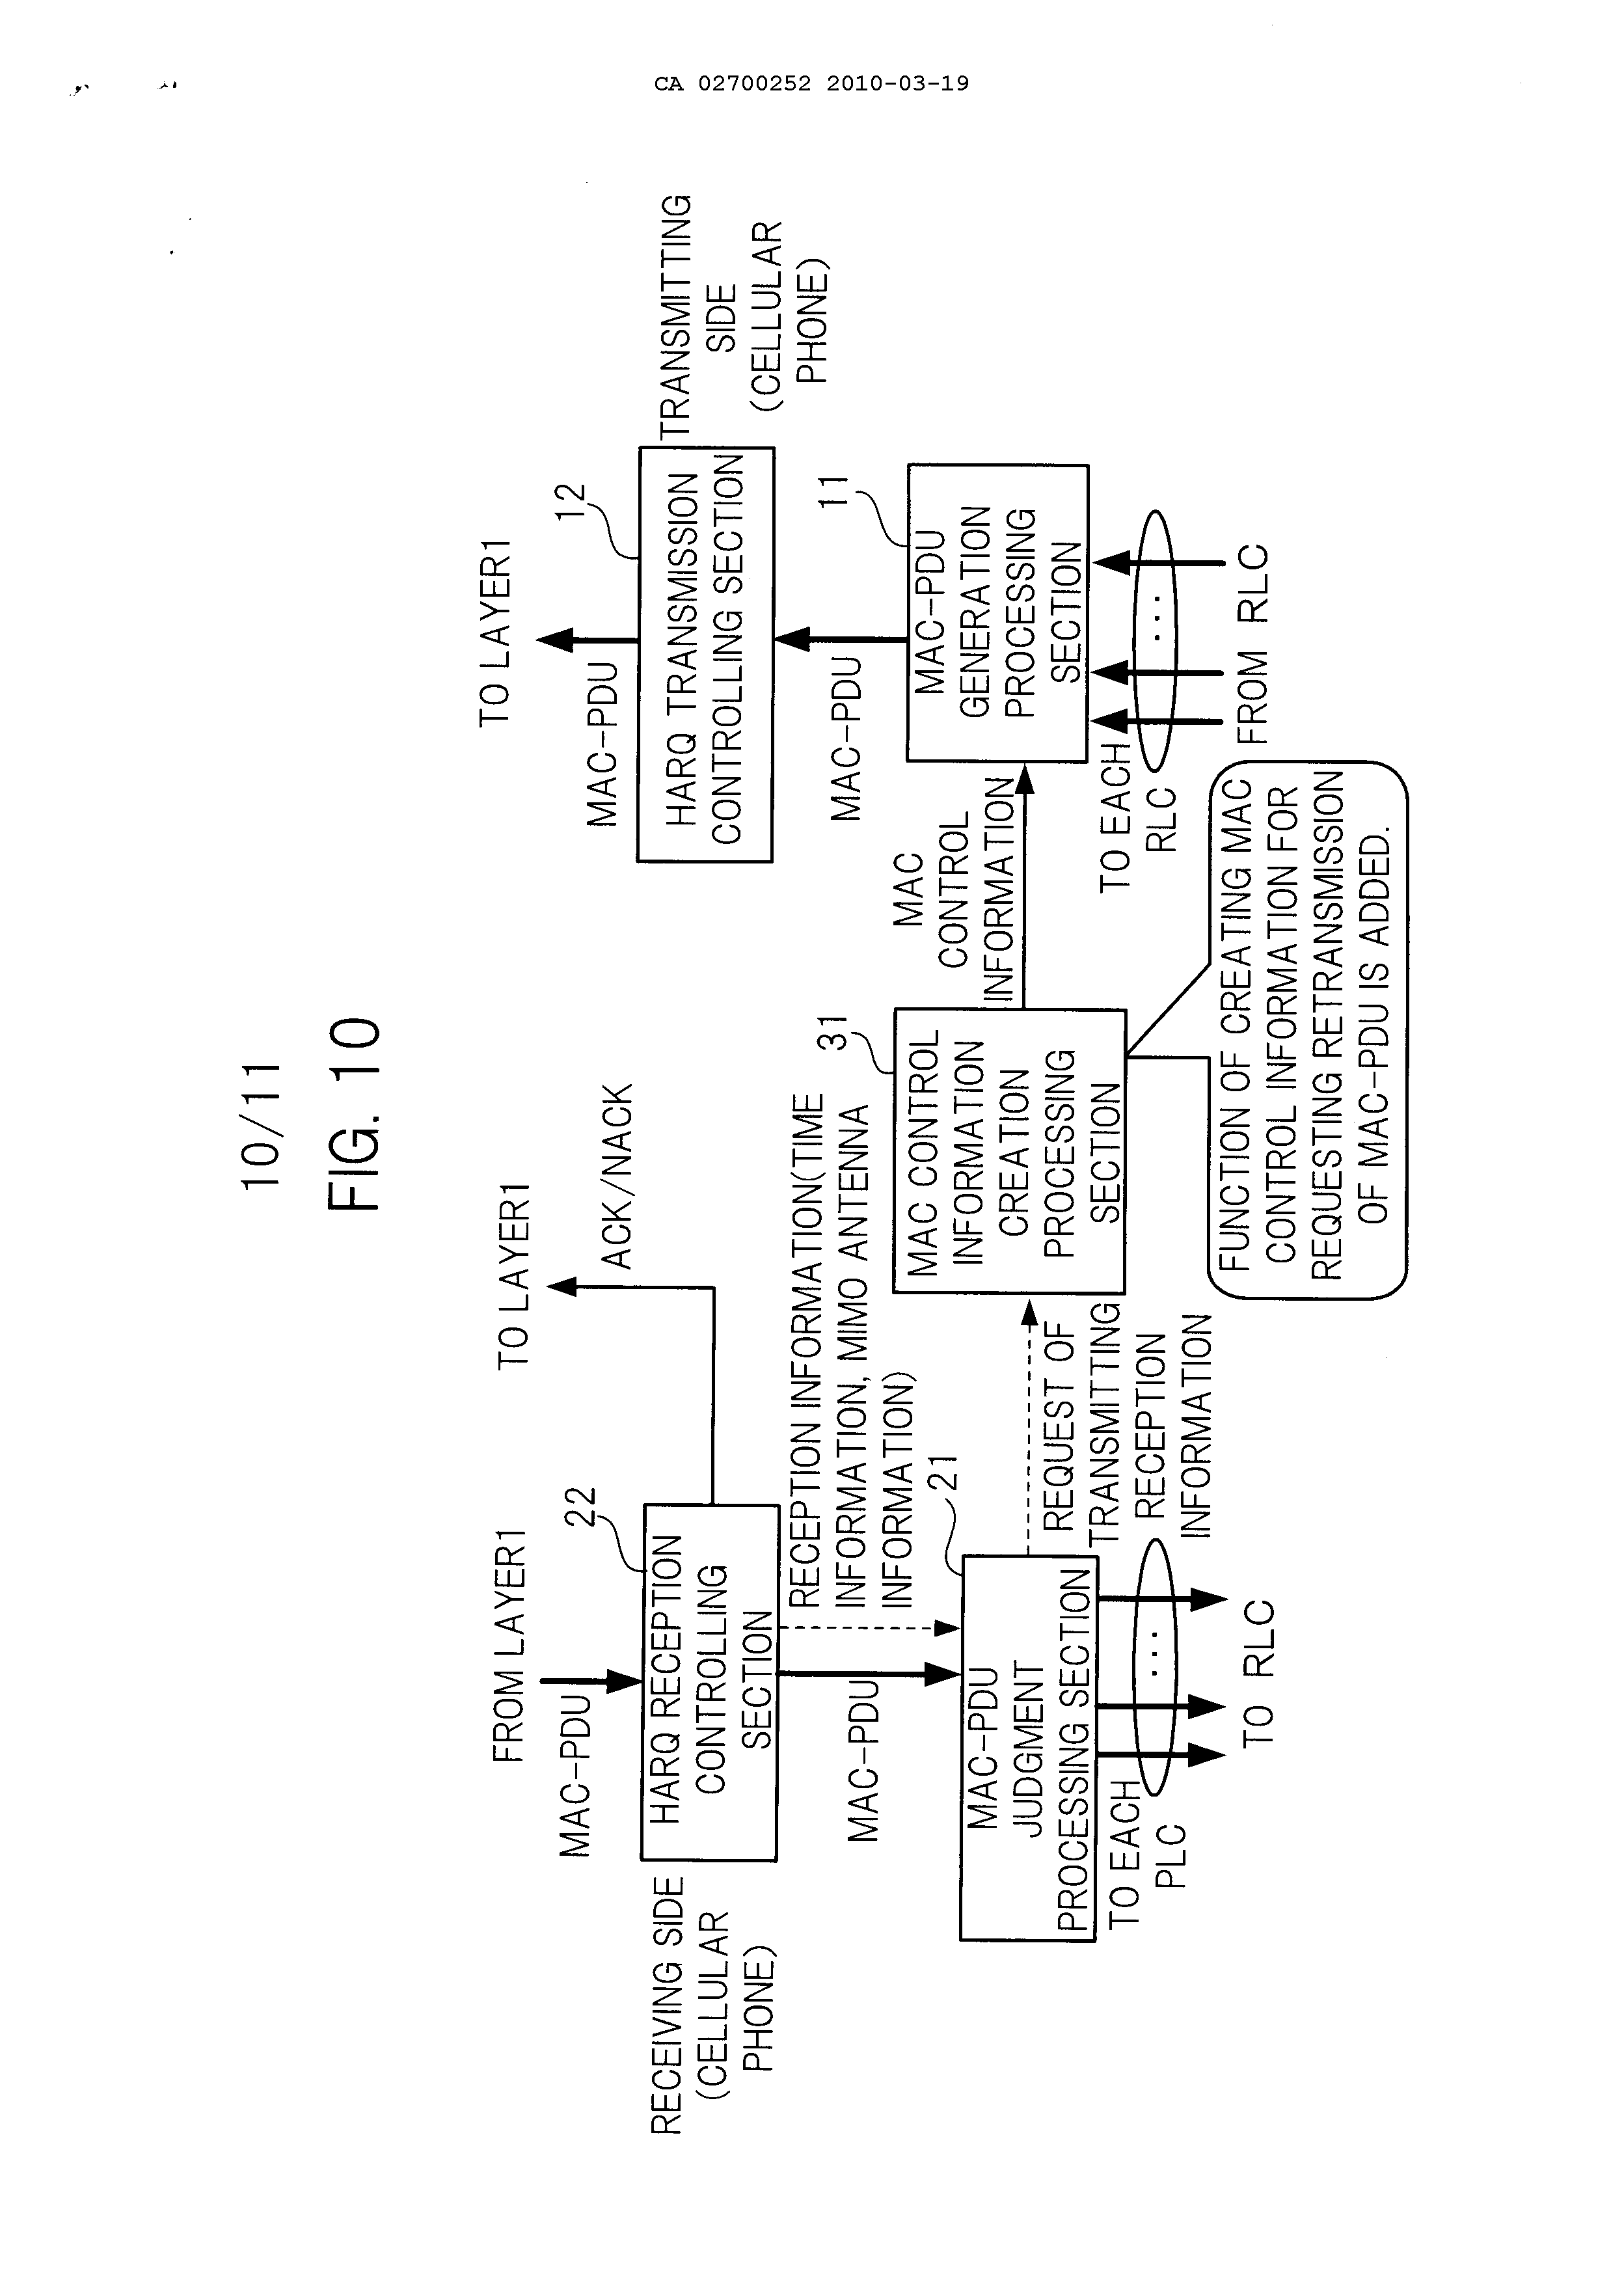 CA 02700252 2010-03-19
10/11
FIG. 10
FROM LAYER1
MAC-PDU
22
RECEIVING SIDE
(CELLULAR
PHONE)
HARQ RECEPTION
CONTROLLING
SECTION
TO LAYER1
ACK/NACK
RECEPTION INFORMATION(TIME
INFORMATION, MIMO ANTENNA
INFORMATION)
MAC-PDU
21
MAC-PDU
JUDGMENT
PROCESSING SECTION
REQUEST OF
TRANSMITTING
RECEPTION
INFORMATION
TO EACH
PLC
...
TO RLC
31
MAC CONTROL
INFORMATION
CREATION
PROCESSING
SECTION
MAC
CONTROL
INFORMATION
FUNCTION OF CREATING MAC
CONTROL INFORMATION FOR
REQUESTING RETRANSMISSION
OF MAC-PDU IS ADDED.
TO LAYER1
MAC-PDU
12
HARQ TRANSMISSION
CONTROLLING SECTION
TRANSMITTING
SIDE
(CELLULAR
PHONE)
MAC-PDU
11
MAC-PDU
GENERATION
PROCESSING
SECTION
TO EACH
RLC
...
FROM RLC